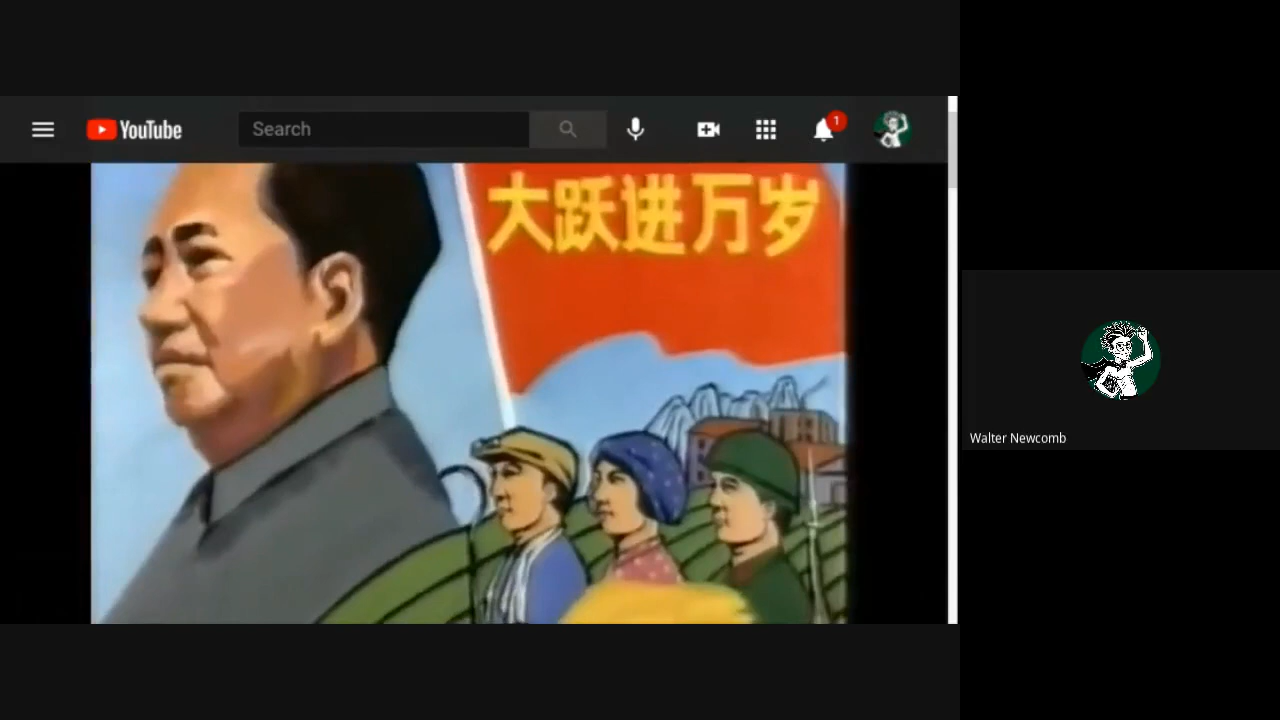 YouTube
Search
1
大跃进万岁
Walter Newcomb